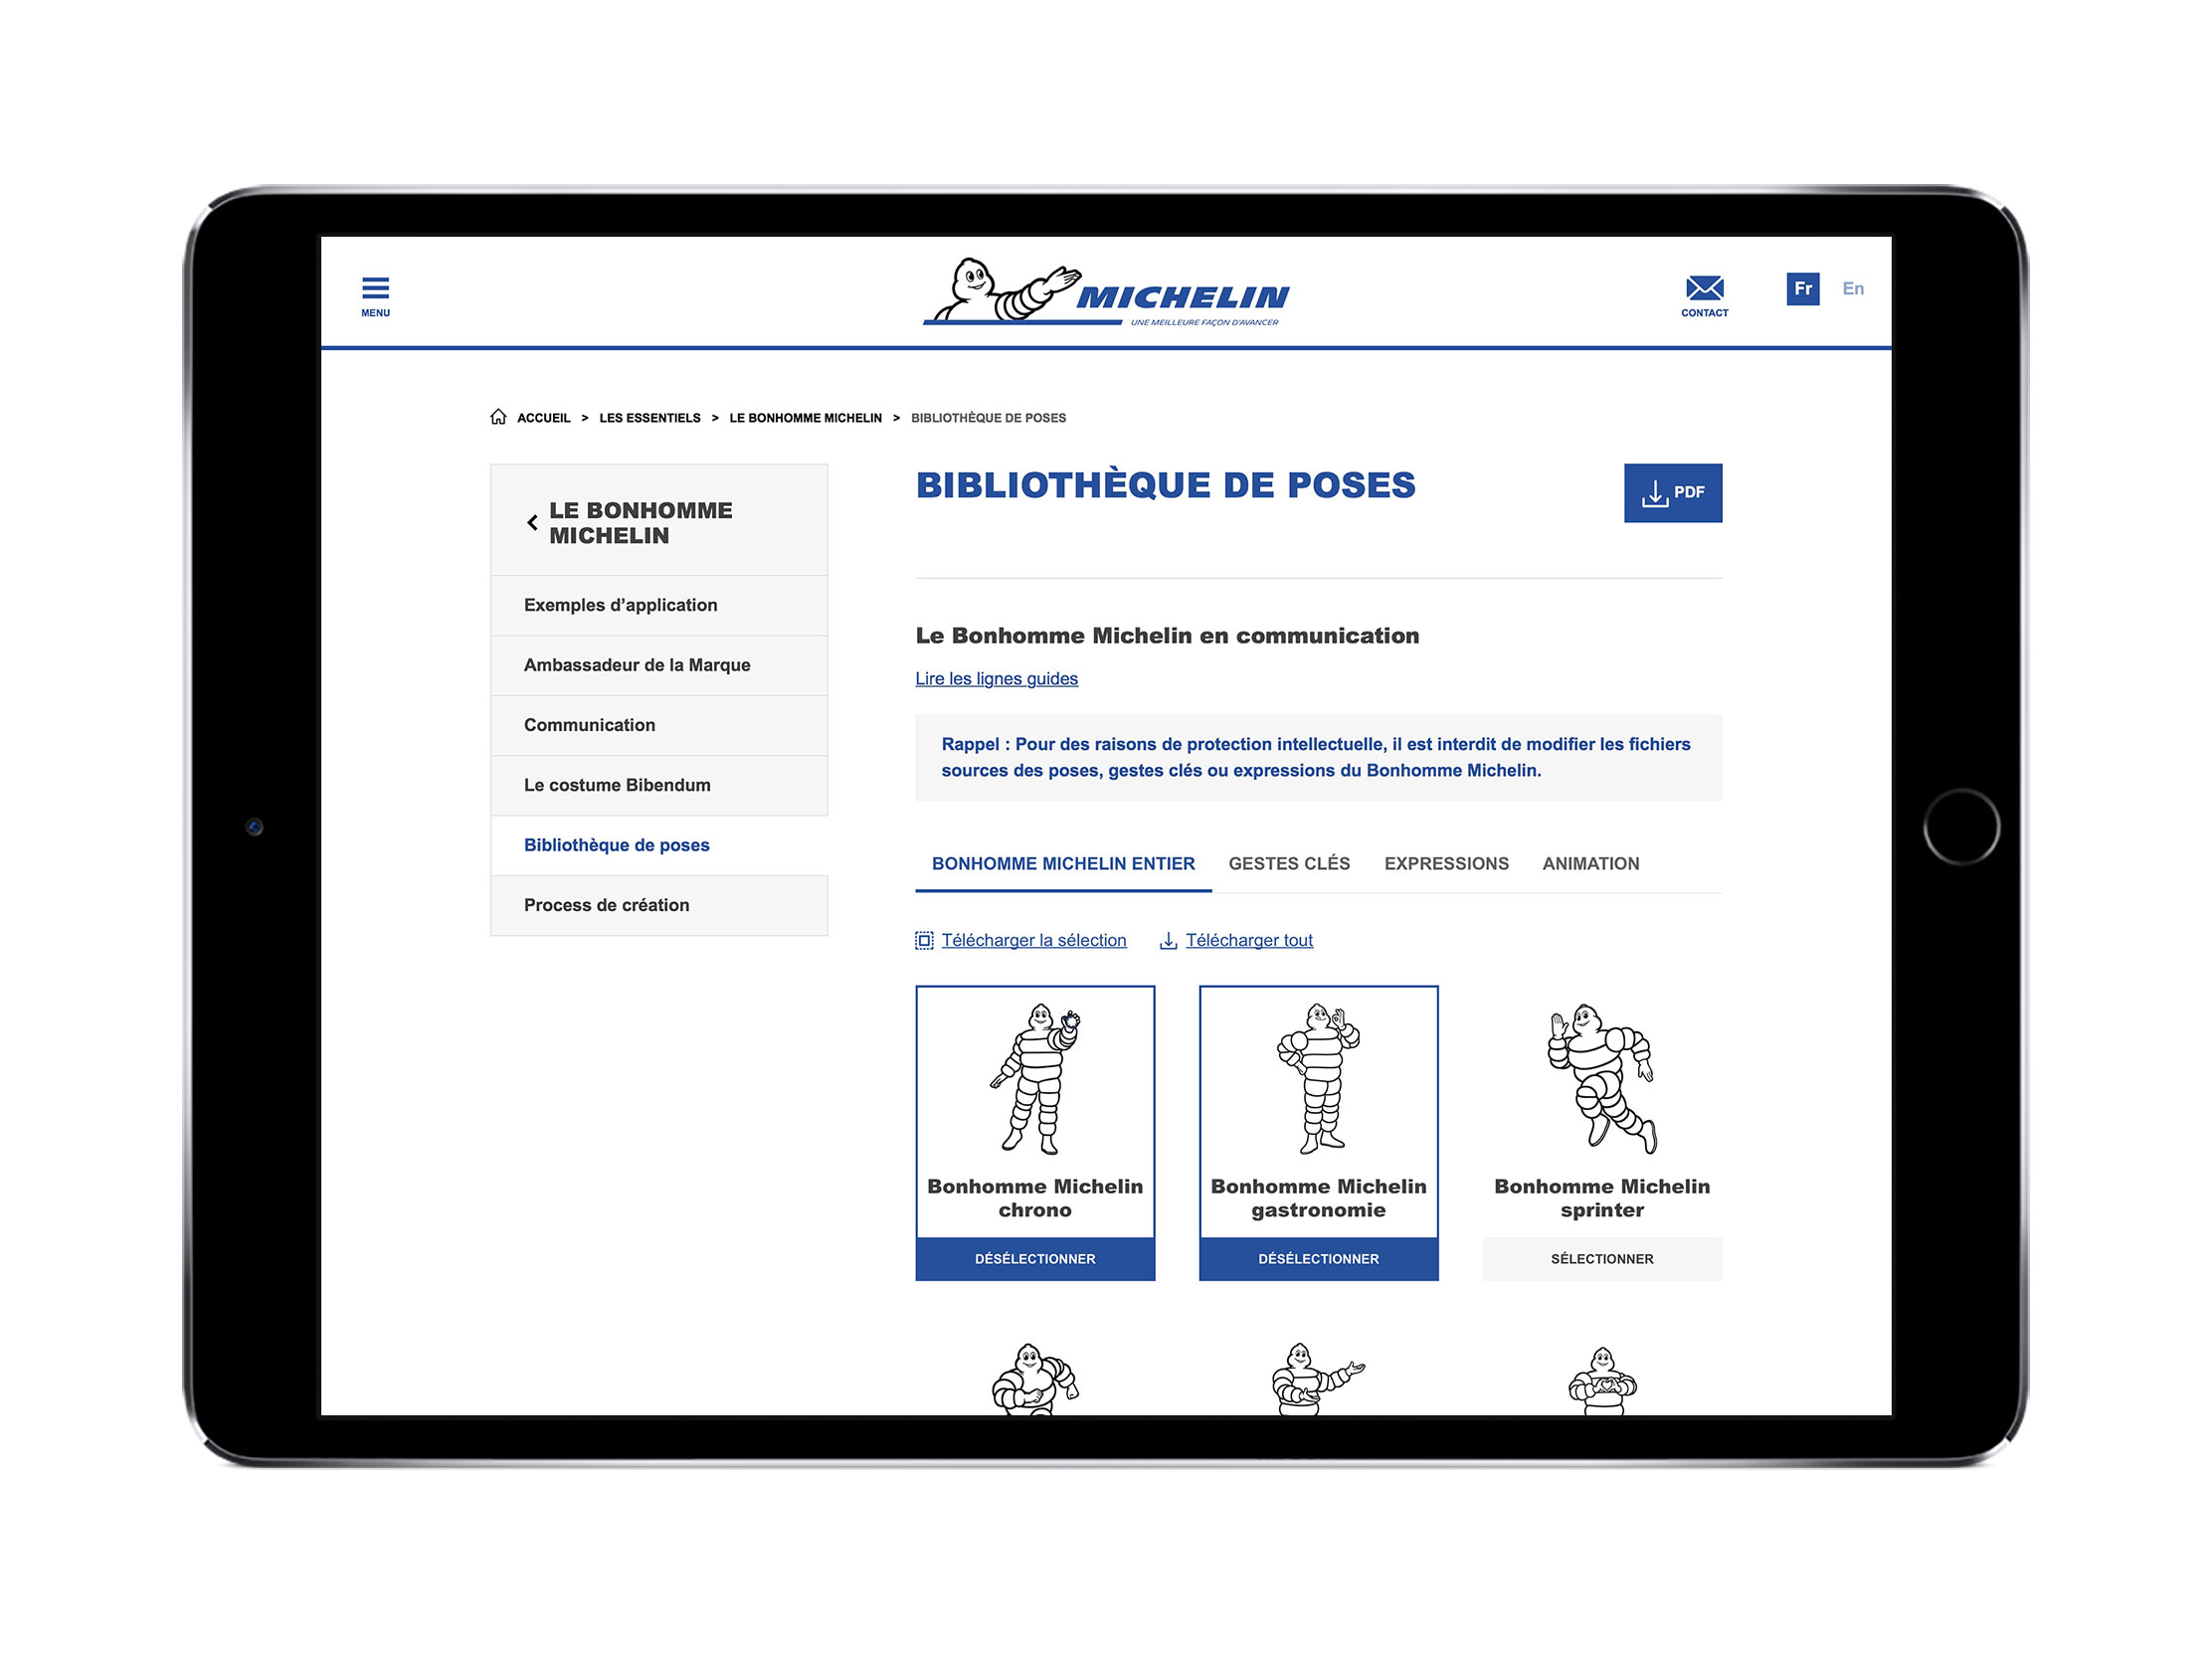 MENU
MICHELIN
UNE MEILLEURE FAÇON D'AVANCER
CONTACT
Fr
En
ACCUEIL > LES ESSENTIELS > LE BONHOMME MICHELIN > BIBLIOTHÈQUE DE POSES
LE BONHOMME
MICHELIN
Exemples d’application
Ambassadeur de la Marque
Communication
Le costume Bibendum
Bibliothèque de poses
Process de création
BIBLIOTHÈQUE DE POSES
PDF
Le Bonhomme Michelin en communication
Lire les lignes guides
Rappel : Pour des raisons de protection intellectuelle, il est interdit de modifier les fichiers
sources des poses, gestes clés ou expressions du Bonhomme Michelin.
BONHOMME MICHELIN ENTIER GESTES CLÉS EXPRESSIONS ANIMATION
Télécharger la sélection Télécharger tout
Bonhomme Michelin
chrono
DÉSÉLECTIONNER
Bonhomme Michelin
gastronomie
DÉSÉLECTIONNER
Bonhomme Michelin
sprinter
SÉLECTIONNER